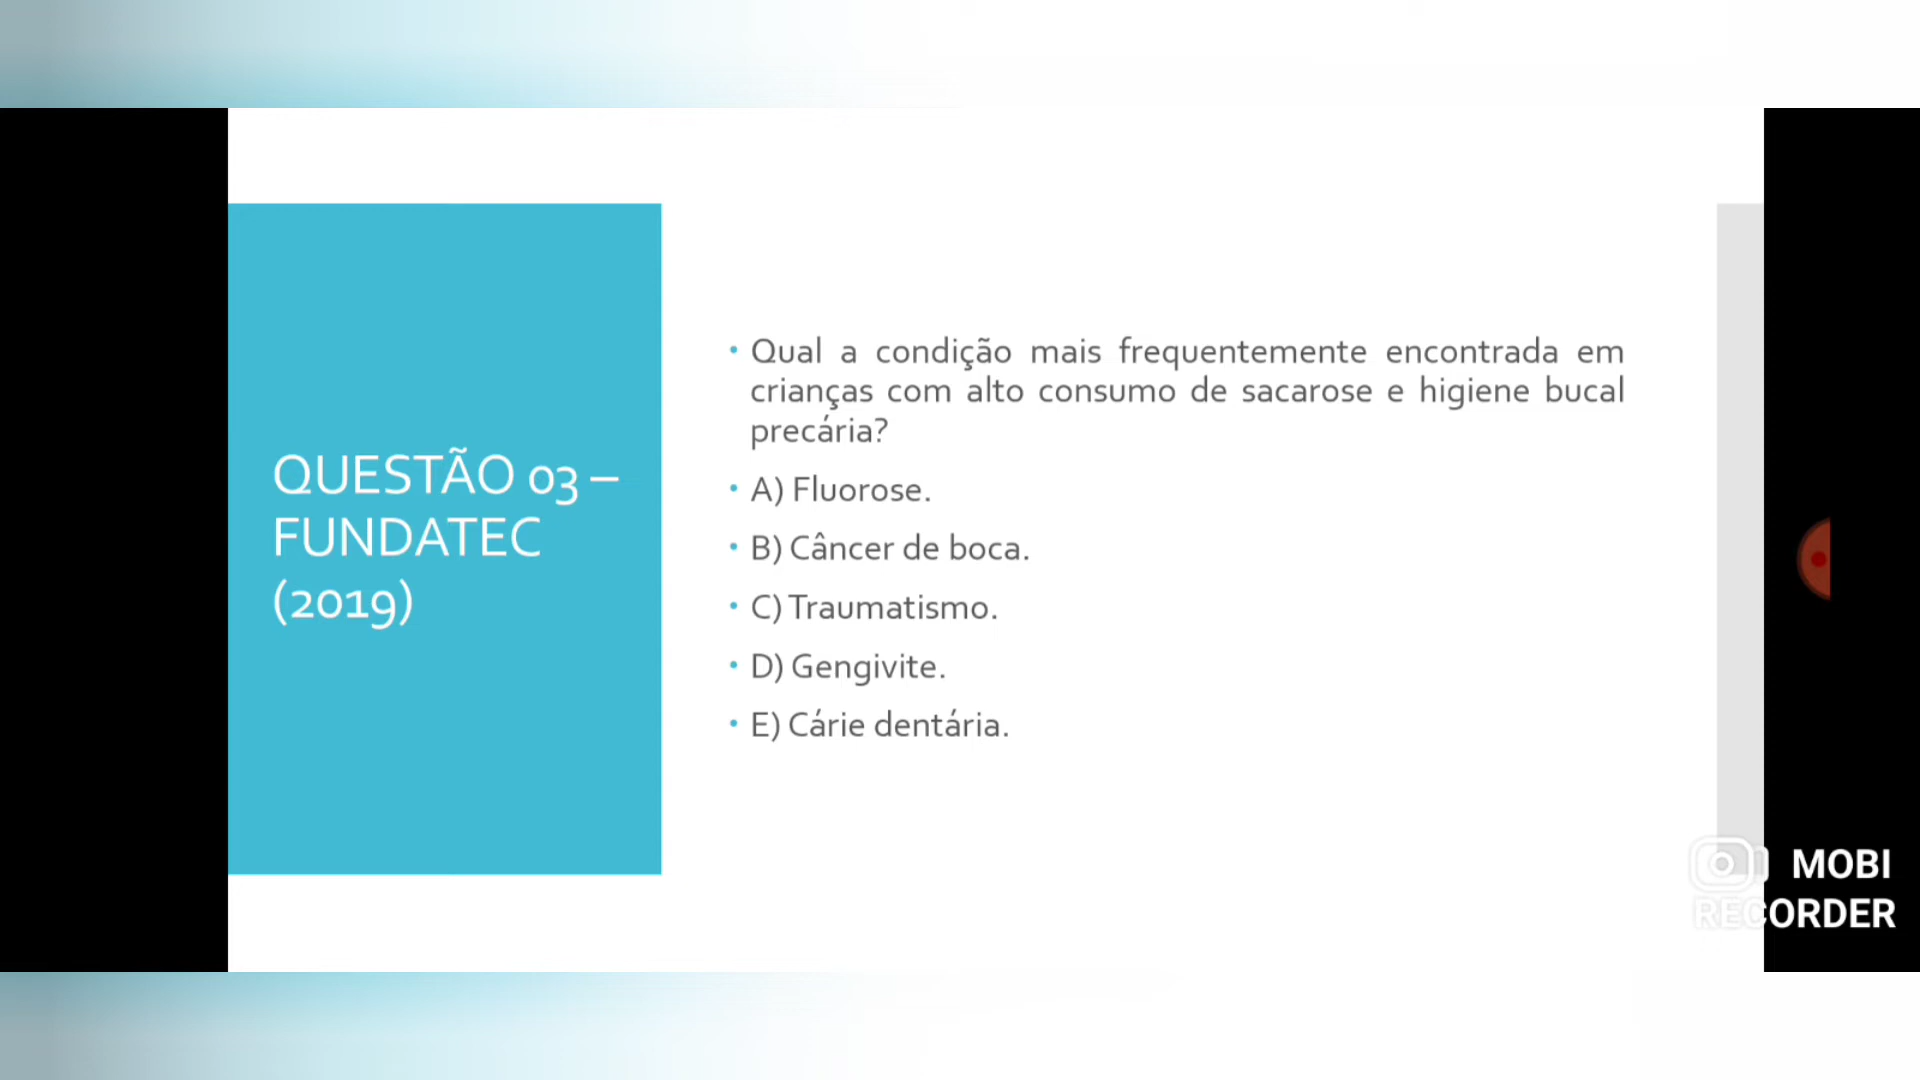 QUESTÃO 03 –
FUNDATEC
(2019)
• Qual a condição mais frequentemente encontrada em
crianças com alto consumo de sacarose e higiene bucal
precária?
• A) Fluorose.
• B) Câncer de boca.
• C) Traumatismo.
• D) Gengivite.
• E) Cárie dentária.
MOBI
RECORDER